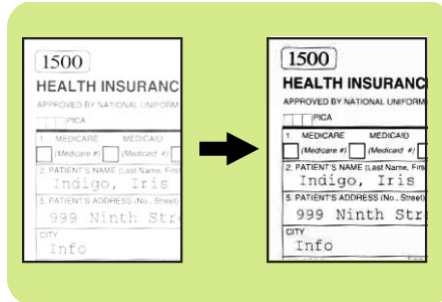 1500
HEALTH INSURANC
APPROVED BY NATIONAL UNIFORM
PICA
1. MEDICARE MEDICAID
(Medicare #) (Medicaid #)
2. PATIENT'S NAME (Last Name, Firs
Indigo, Iris
5. PATIENT'S ADDRESS (No., Street)
999 Ninth Str
CITY
Info
1500
HEALTH INSURANC
APPROVED BY NATIONAL UNIFORM
PICA
1. MEDICARE MEDICAID
(Medicare #) (Medicaid #)
2. PATIENT'S NAME (Last Name, Firs
Indigo, Iris
5. PATIENT'S ADDRESS (No., Street)
999 Ninth Str
CITY
Info